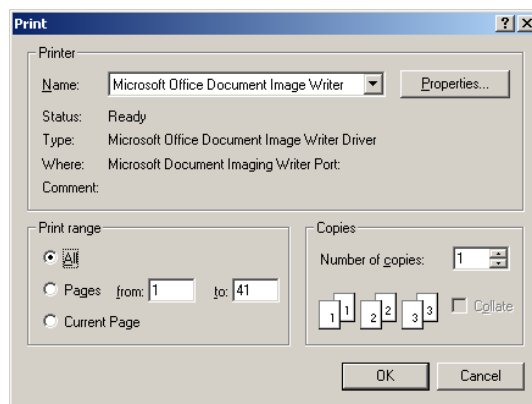 Print
Printer
Name: Microsoft Office Document Image Writer Properties...
Status: Ready
Type: Microsoft Office Document Image Writer Driver
Where: Microsoft Document Imaging Writer Port:
Comment:
Print range
All
Pages from: 1 to: 41
Current Page
Copies
Number of copies: 1
1 1 2 2 3 3 Collate
OK Cancel